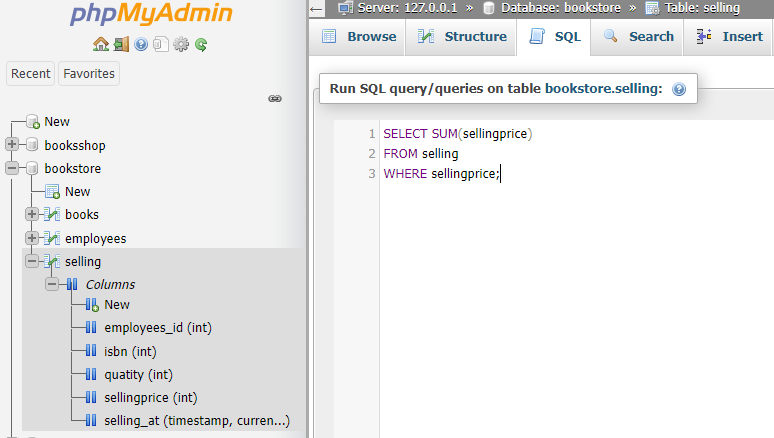 phpMyAdmin
Recent Favorites
New
booksshop
bookstore
New
books
employees
selling
Columns
New
employees_id (int)
isbn (int)
quatity (int)
sellingprice (int)
selling_at (timestamp, curren...)
Server: 127.0.0.1 » Database: bookstore » Table: selling
Browse Structure SQL Search Insert
Run SQL query/queries on table bookstore.selling:
1 SELECT SUM(sellingprice)
2 FROM selling
3 WHERE sellingprice;